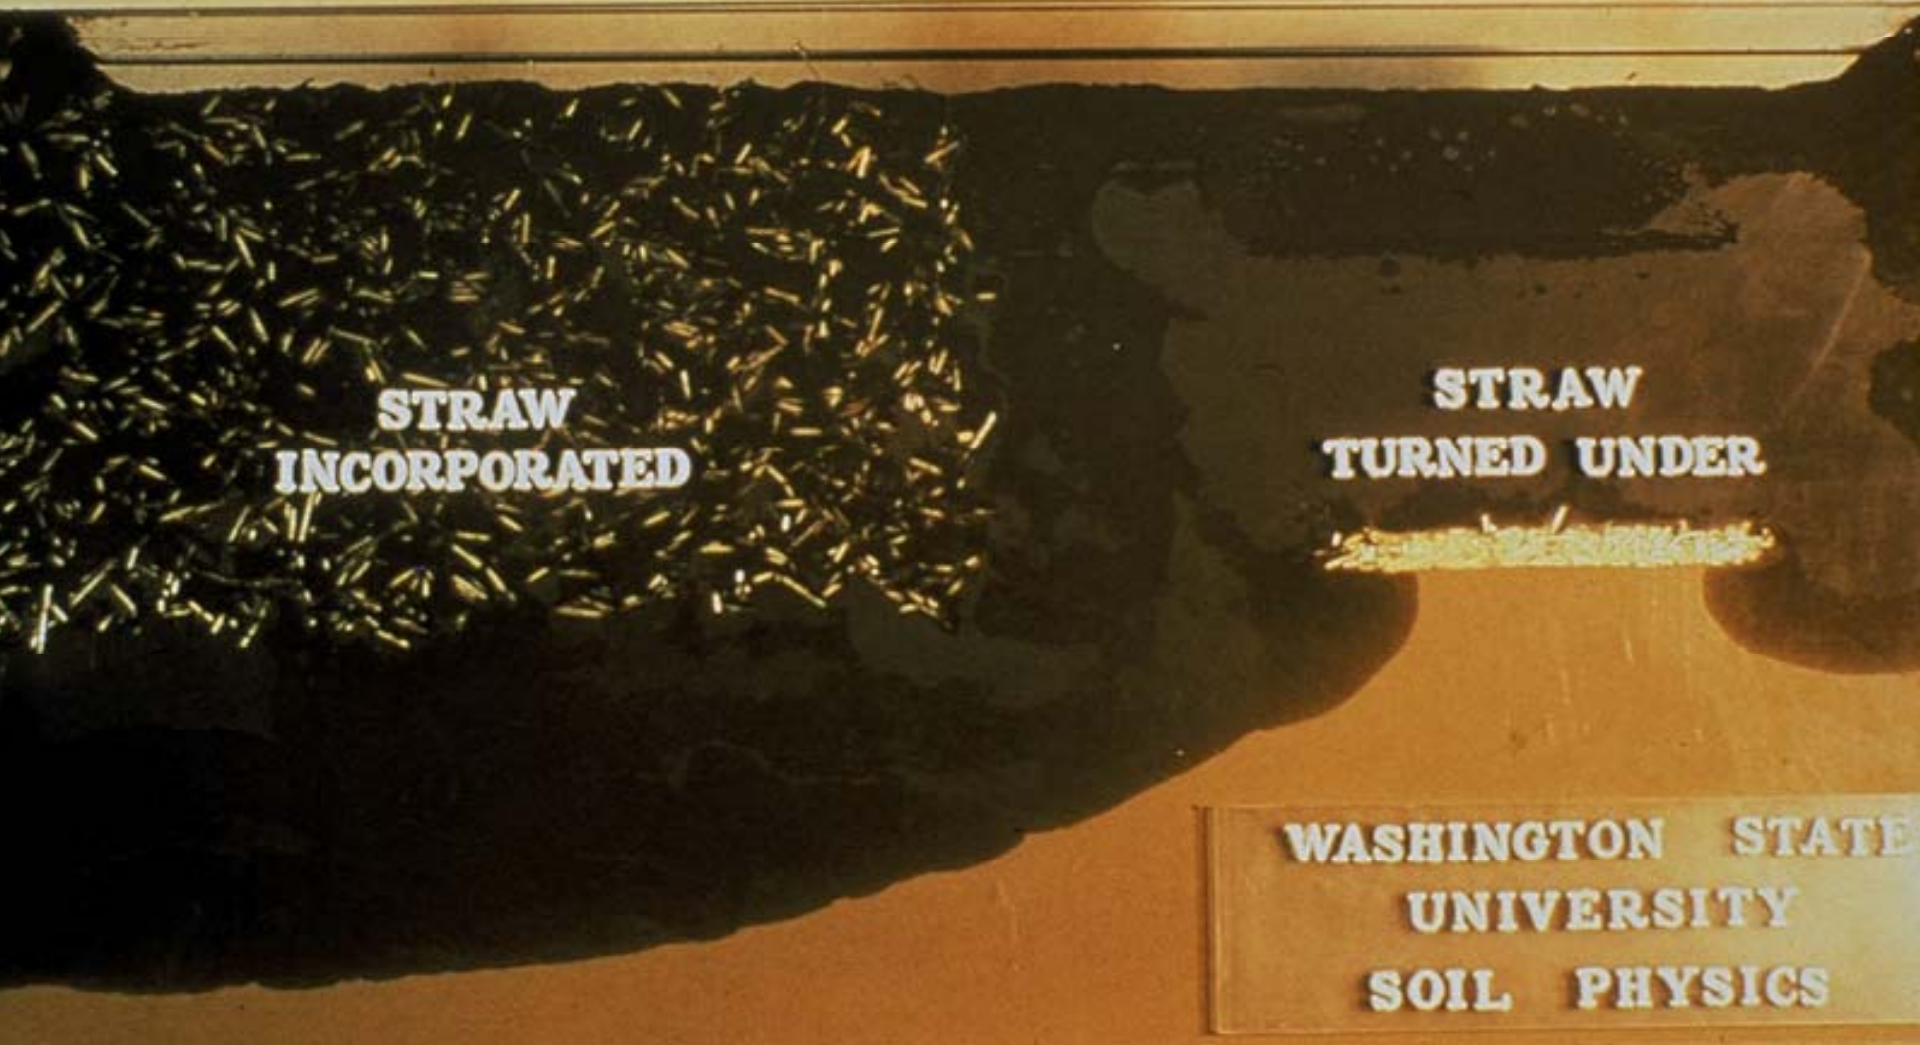 STRAW
INCORPORATED
STRAW
TURNED UNDER
WASHINGTON STATE
UNIVERSITY
SOIL PHYSICS